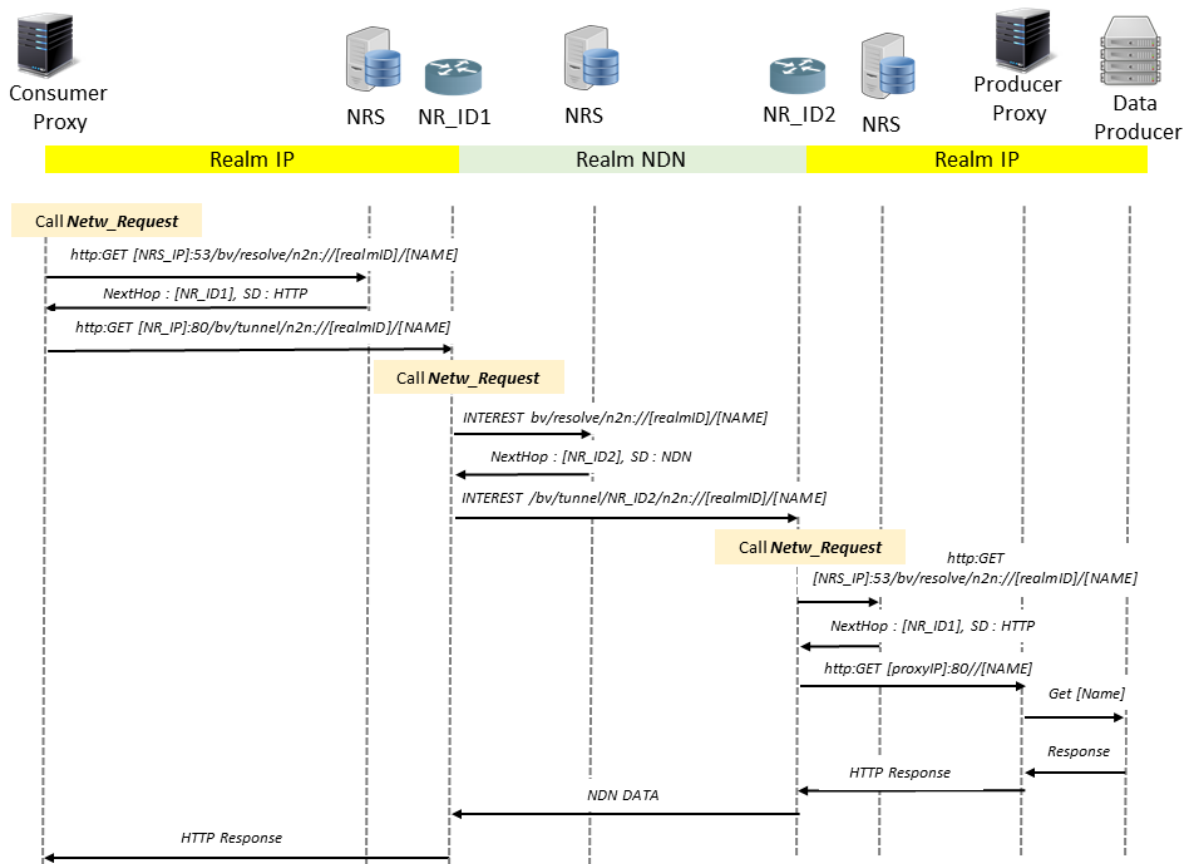 Consumer
Proxy
NRS
NR_ID1
NRS
NR_ID2
NRS
Producer
Proxy
Data
Producer
Realm IP
Realm NDN
Realm IP
Call Netw_Request
http:GET [NRS_IP]:53/bv/resolve/n2n://[realmID]/[NAME]
NextHop : [NR_ID1], SD : HTTP
http:GET [NR_IP]:80/bv/tunnel/n2n://[realmID]/[NAME]
Call Netw_Request
INTEREST bv/resolve/n2n://[realmID]/[NAME]
NextHop : [NR_ID2], SD : NDN
INTEREST /bv/tunnel/NR_ID2/n2n://[realmID]/[NAME]
Call Netw_Request
http:GET
[NRS_IP]:53/bv/resolve/n2n://[realmID]/[NAME]
NextHop : [NR_ID1], SD : HTTP
http:GET [proxyIP]:80//[NAME]
Get [Name]
Response
HTTP Response
NDN DATA
HTTP Response